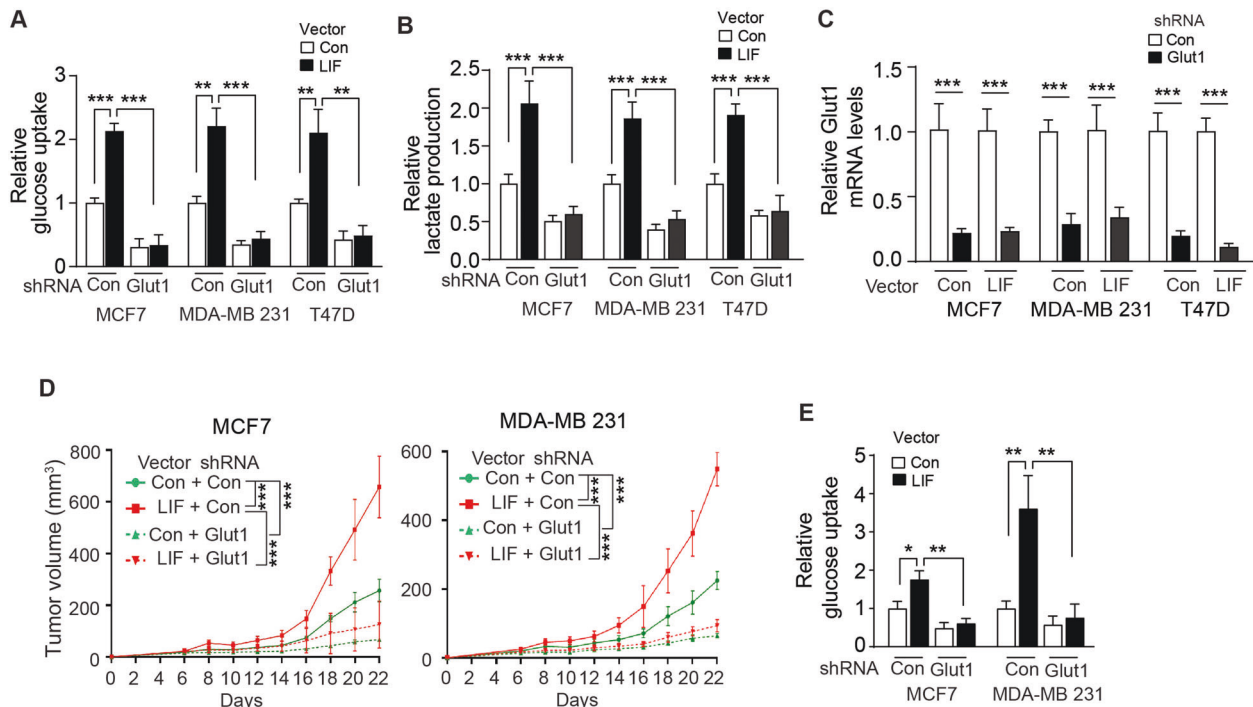 A
Vector
Con
LIF
Relative
glucose uptake
3
2
1
0
*** ***
** ***
** **
shRNA Con Glut1 Con Glut1 Con Glut1
MCF7 MDA-MB 231 T47D
B
Vector
Con
LIF
Relative
lactate production
2.5
2.0
1.5
1.0
0.5
0.0
*** ***
*** ***
*** ***
shRNA Con Glut1 Con Glut1 Con Glut1
MCF7 MDA-MB 231 T47D
C
shRNA
Con
Glut1
Relative Glut1
mRNA levels
1.5
1.0
0.5
0.0
*** *** *** *** *** ***
Vector Con LIF Con LIF Con LIF
MCF7 MDA-MB 231 T47D
D
MCF7
Vector shRNA
Con + Con
LIF + Con
Con + Glut1
LIF + Glut1
*** *** ***
Tumor volume (mm³)
800
600
400
200
0
0 2 4 6 8 10 12 14 16 18 20 22
Days
MDA-MB 231
Vector shRNA
Con + Con
LIF + Con
Con + Glut1
LIF + Glut1
*** *** ***
600
400
200
0
0 2 4 6 8 10 12 14 16 18 20 22
Days
E
Vector
Con
LIF
Relative
glucose uptake
5
4
3
2
1
0
* **
** **
shRNA Con Glut1 Con Glut1
MCF7 MDA-MB 231